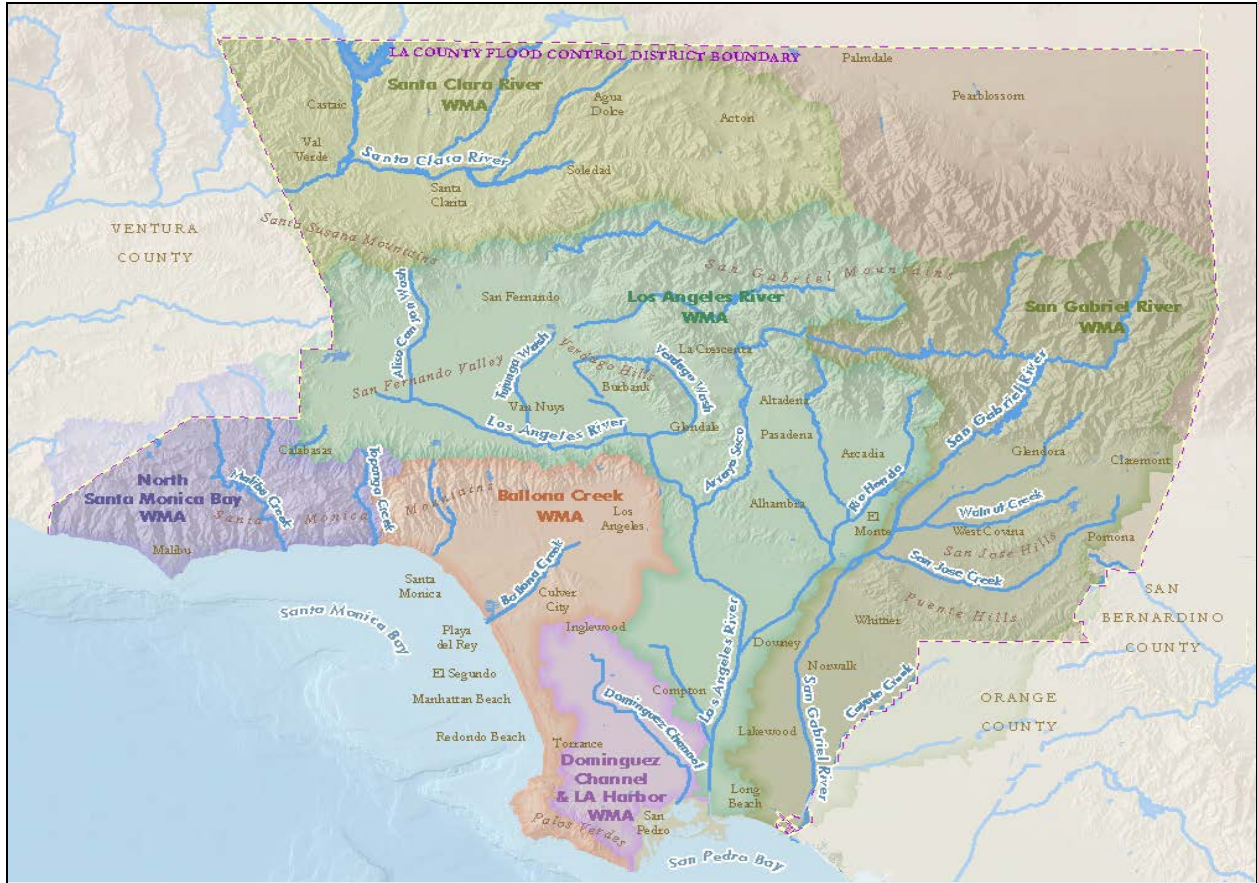 LA COUNTY FLOOD CONTROL DISTRICT BOUNDARY
Palmdale
Santa Clara River
WMA
Pearblossom
Castaic
Agua
Dolce
Acton
Val
Verde
Santa Clara River
Soledad
Santa
Clarita
VENTURA
COUNTY
Santa Susana Mountains
San Gabriel Mountains
San Fernando
Los Angeles River
WMA
San Gabriel River
WMA
Aliso Canyon Wash
Tujunga Wash
Verdugo Hills
La Crescenta
Verdugo Wash
San Fernando Valley
Burbank
Van Nuys
Los Angeles River
Glendale
Altadena
Pasadena
Arroyo Seco
Arcadia
San Gabriel River
Glendora
Claremont
Calabasas
North
Santa Monica Bay
WMA
Malibu Creek
Topanga Creek
Santa Monica
Mountains
Malibu
Ballona Creek
WMA
Los
Angeles
Alhambra
Rio Hondo
El
Monte
Walnut Creek
West Covina
San Jose Hills
Pomona
San Jose Creek
Puente Hills
SAN
BERNARDINO
COUNTY
Santa
Monica
Ballona Creek
Culver
City
Santa Monica Bay
Inglewood
Playa
del Rey
Whittier
Downey
Norwalk
El Segundo
Manhattan Beach
Redondo Beach
Compton
Los Angeles River
Dominguez Channel
San Gabriel River
Coyote Creek
ORANGE
COUNTY
Lakewood
Torrance
Dominguez
Channel
& LA Harbor
WMA
Long
Beach
San
Pedro
Palos Verdes
San Pedro Bay